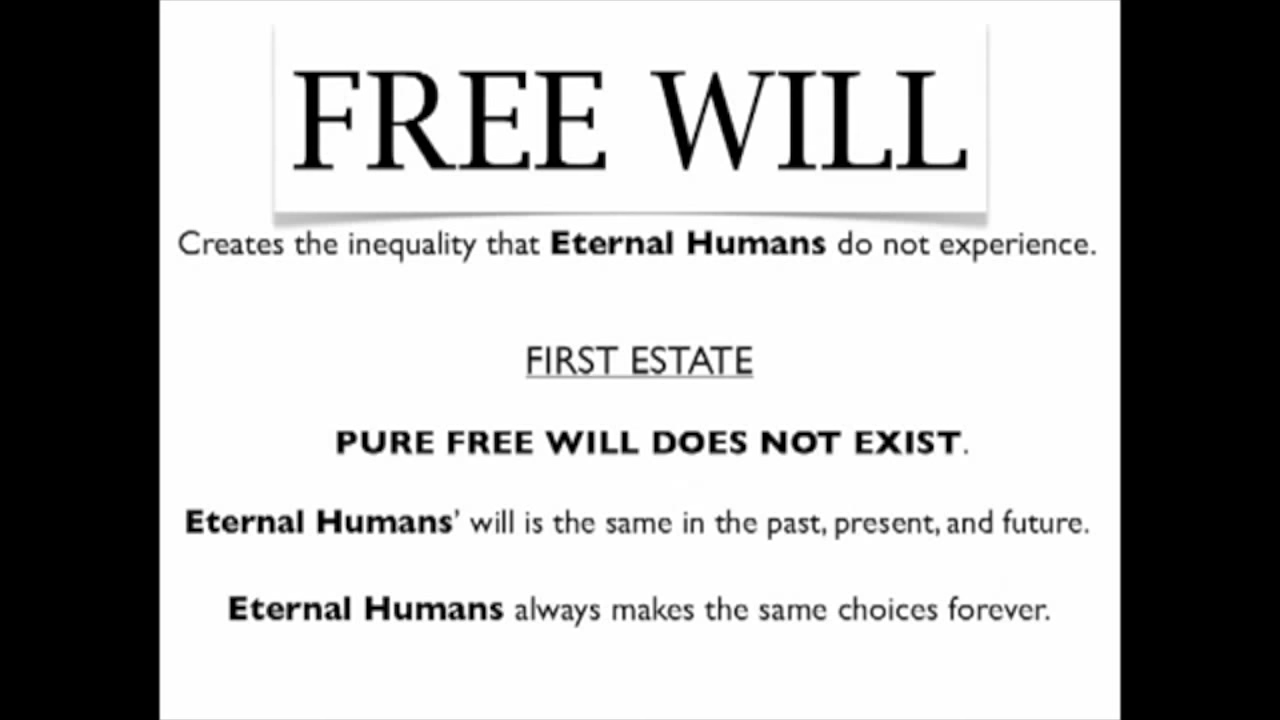 FREE WILL
Creates the inequality that Eternal Humans do not experience.
FIRST ESTATE
PURE FREE WILL DOES NOT EXIST.
Eternal Humans' will is the same in the past, present, and future.
Eternal Humans always makes the same choices forever.